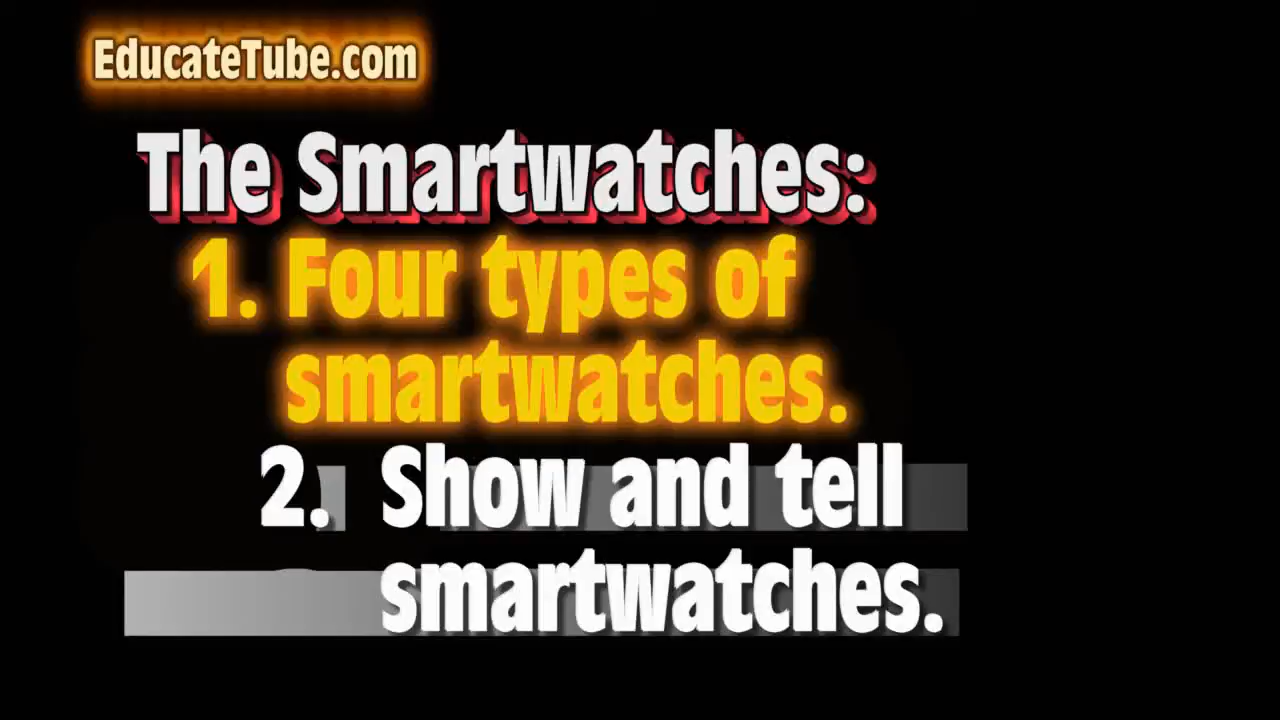 EducateTube.com
The Smartwatches:
1. Four types of
smartwatches.
2. Show and tell
smartwatches.